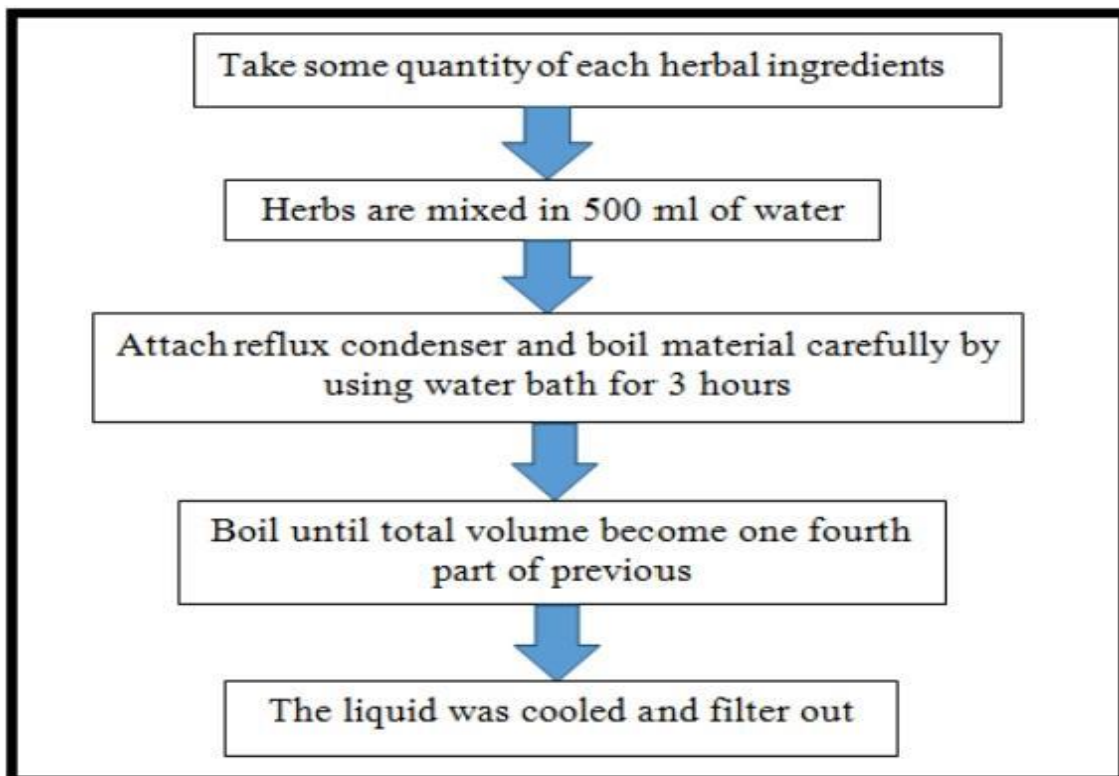 Take some quantity of each herbal ingredients
Herbs are mixed in 500 ml of water
Attach reflux condenser and boil material carefully by
using water bath for 3 hours
Boil until total volume become one fourth
part of previous
The liquid was cooled and filter out